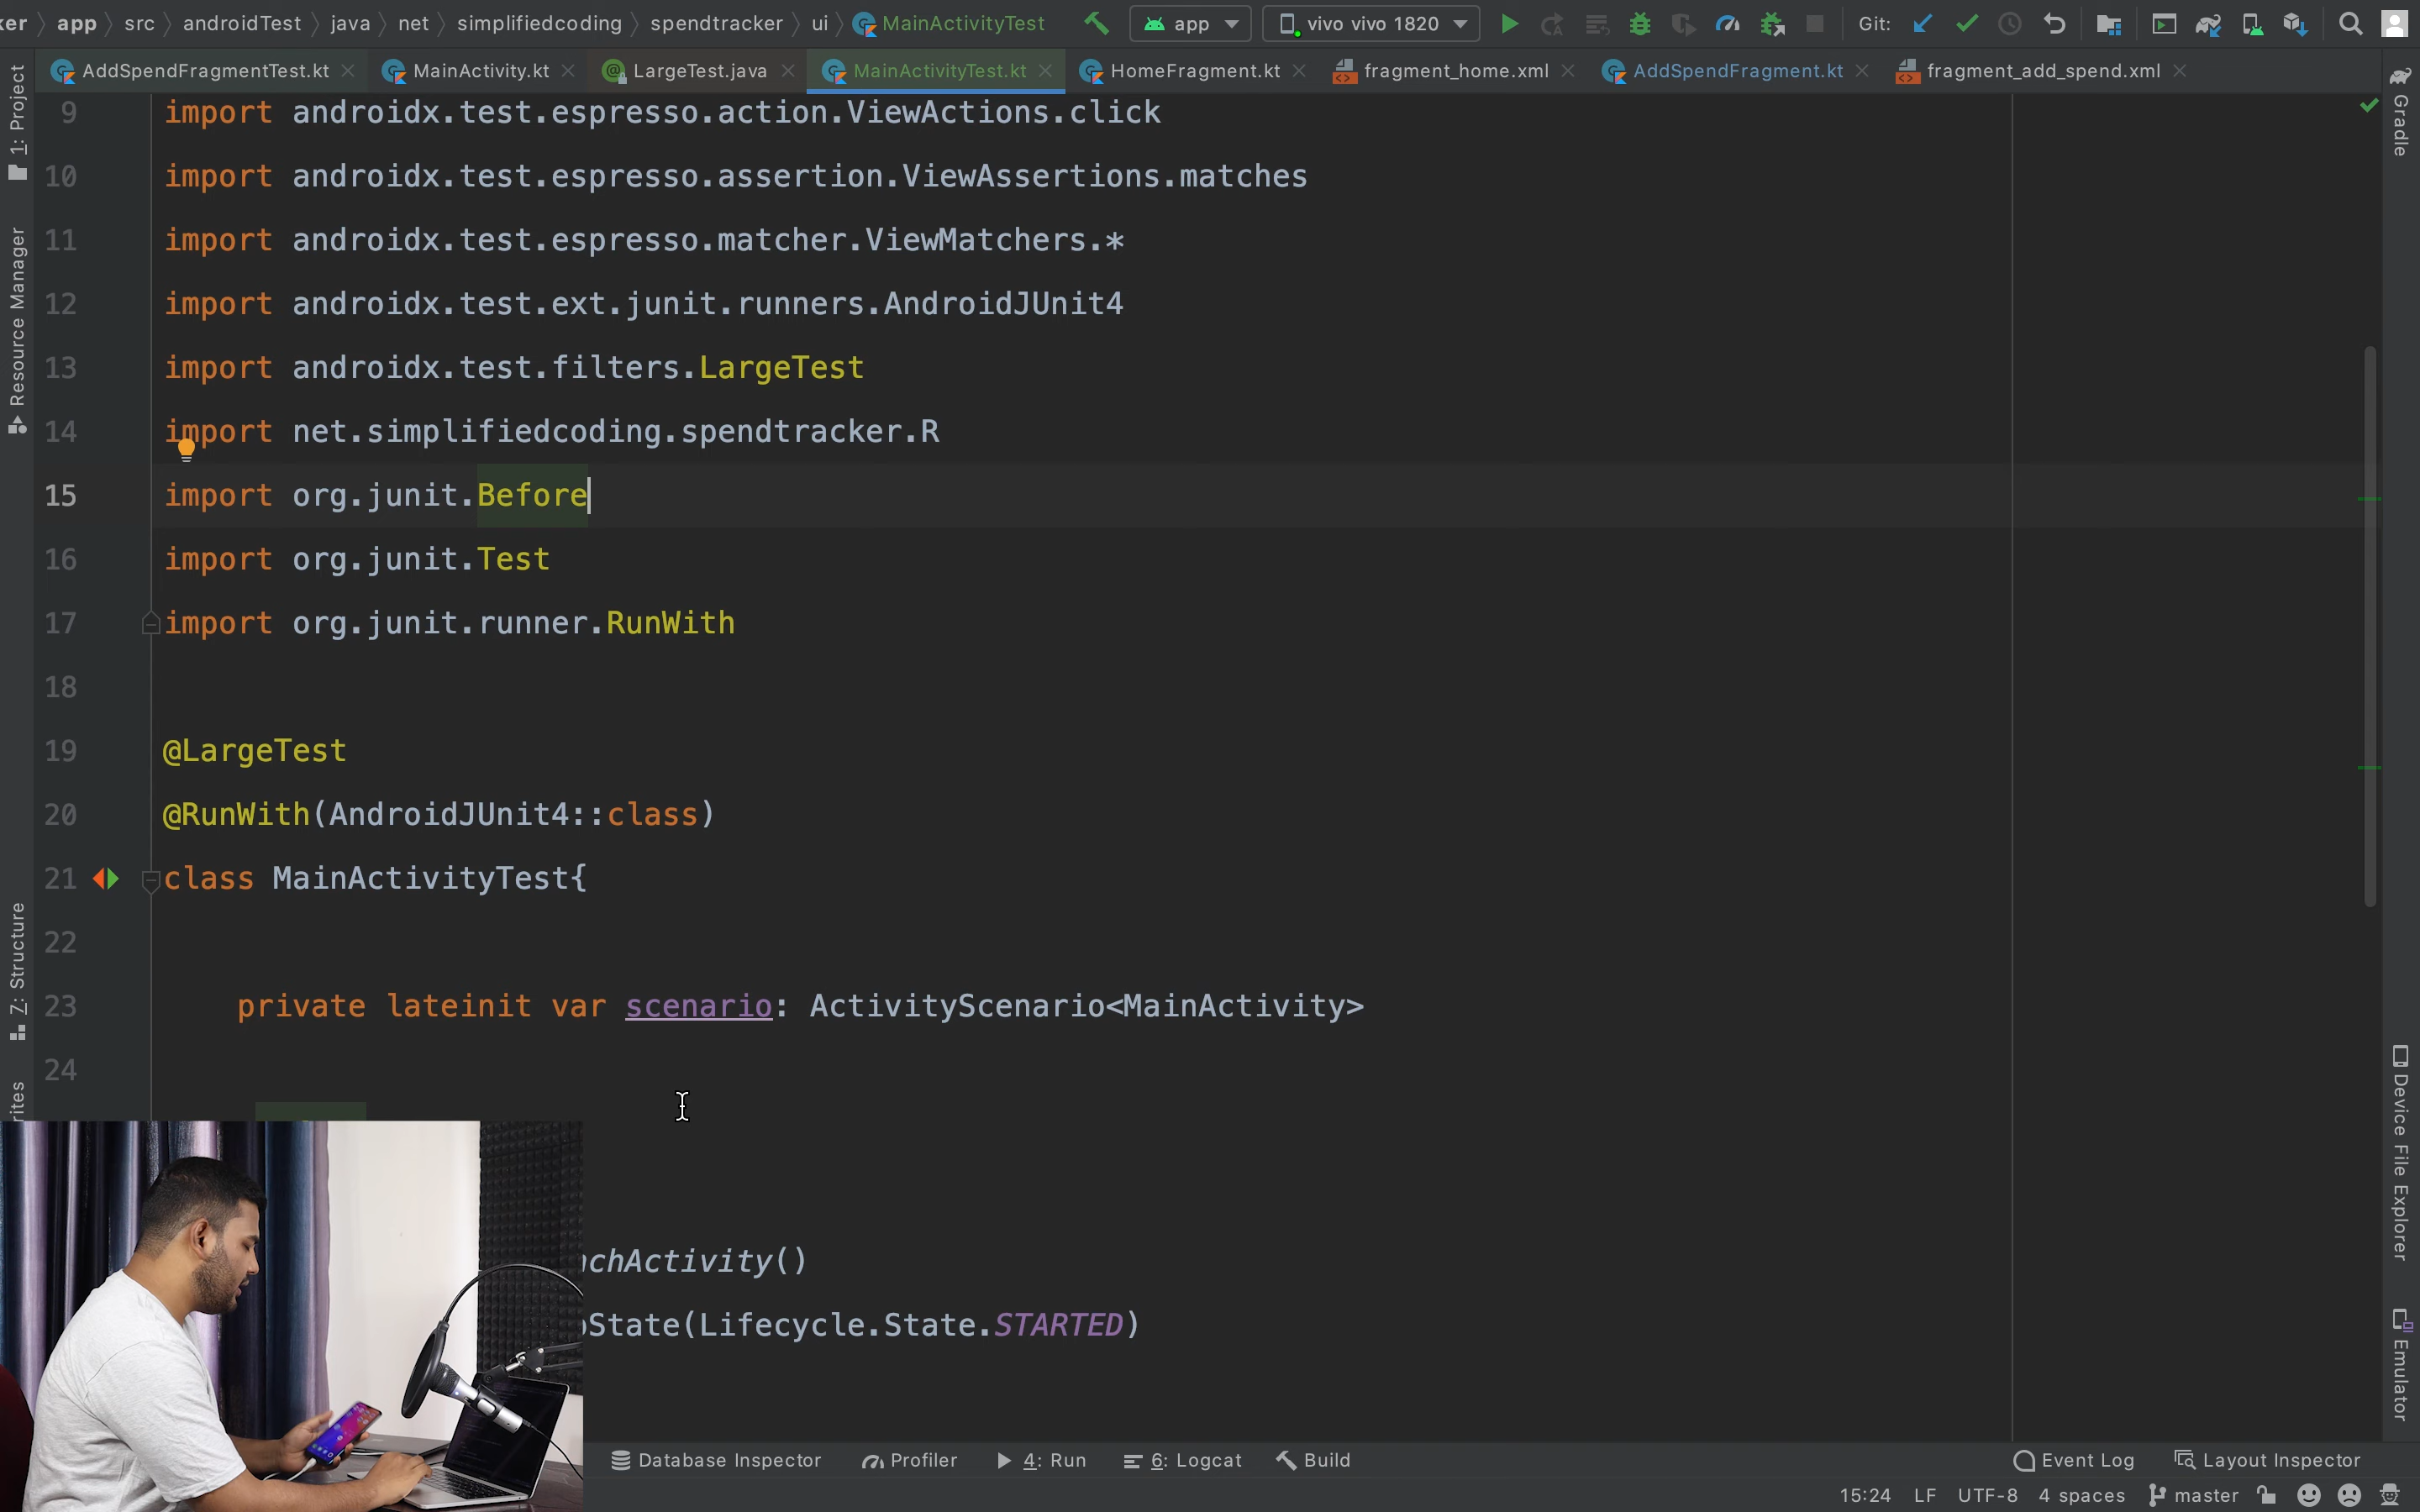 er app src androidTest java net simplifiedcoding spendtracker ui MainActivityTest app vivo vivo 1820 Git:
AddSpendFragmentTest.kt MainActivity.kt LargeTest.java MainActivityTest.kt HomeFragment.kt fragment_home.xml AddSpendFragment.kt fragment_add_spend.xml
1: Project
Resource Manager
Z: Structure
rites
9 import androidx.test.espresso.action.ViewActions.click
10 import androidx.test.espresso.assertion.ViewAssertions.matches
11 import androidx.test.espresso.matcher.ViewMatchers.*
12 import androidx.test.ext.junit.runners.AndroidJUnit4
13 import androidx.test.filters.LargeTest
14 import net.simplifiedcoding.spendtracker.R
15 import org.junit.Before
16 import org.junit.Test
17 import org.junit.runner.RunWith
18
19 @LargeTest
20 @RunWith(AndroidJUnit4::class)
21 class MainActivityTest{
22
23 private lateinit var scenario: ActivityScenario<MainActivity>
24
chActivity()
State(Lifecycle.State.STARTED)
Gradle
Device File Explorer
Emulator
Database Inspector Profiler 4: Run 6: Logcat Build Event Log Layout Inspector
15:24 LF UTF-8 4 spaces master